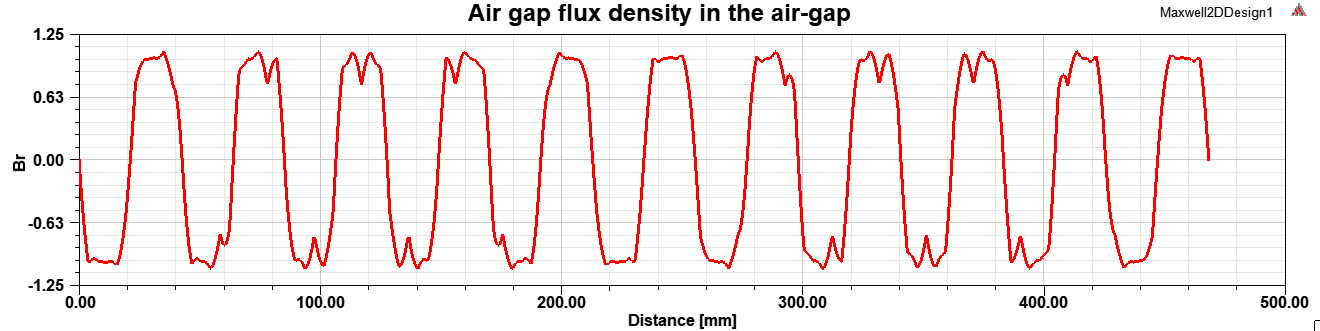 Air gap flux density in the air-gap
Maxwell2DDesign1
1.25
0.63
0.00
-0.63
-1.25
Br
0.00 100.00 200.00 300.00 400.00 500.00
Distance [mm]